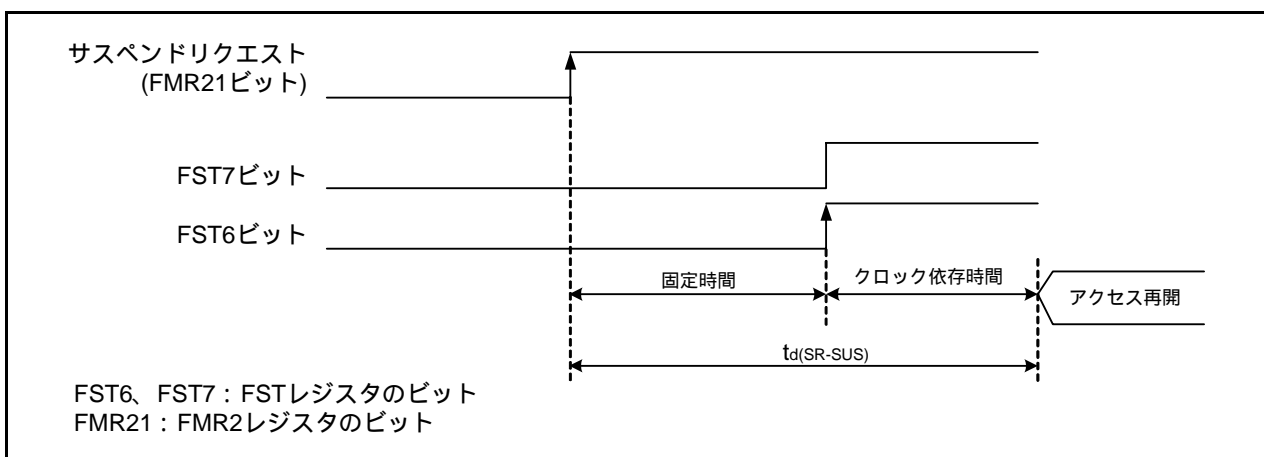 サスペンドリクエスト
(FMR21ビット)
FST7ビット
FST6ビット
固定時間
クロック依存時間
アクセス再開
td(SR-SUS)
FST6、FST7：FSTレジスタのビット
FMR21：FMR2レジスタのビット